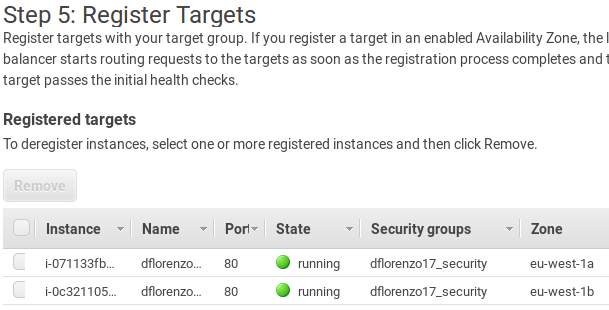 Step 5: Register Targets
Register targets with your target group. If you register a target in an enabled Availability Zone, the
balancer starts routing requests to the targets as soon as the registration process completes and
target passes the initial health checks.
Registered targets
To deregister instances, select one or more registered instances and then click Remove.
Remove
Instance Name Port State Security groups Zone
i-071133fb... dflorenzo... 80 running dflorenzo17_security eu-west-1a
i-0c321105... dflorenzo... 80 running dflorenzo17_security eu-west-1b